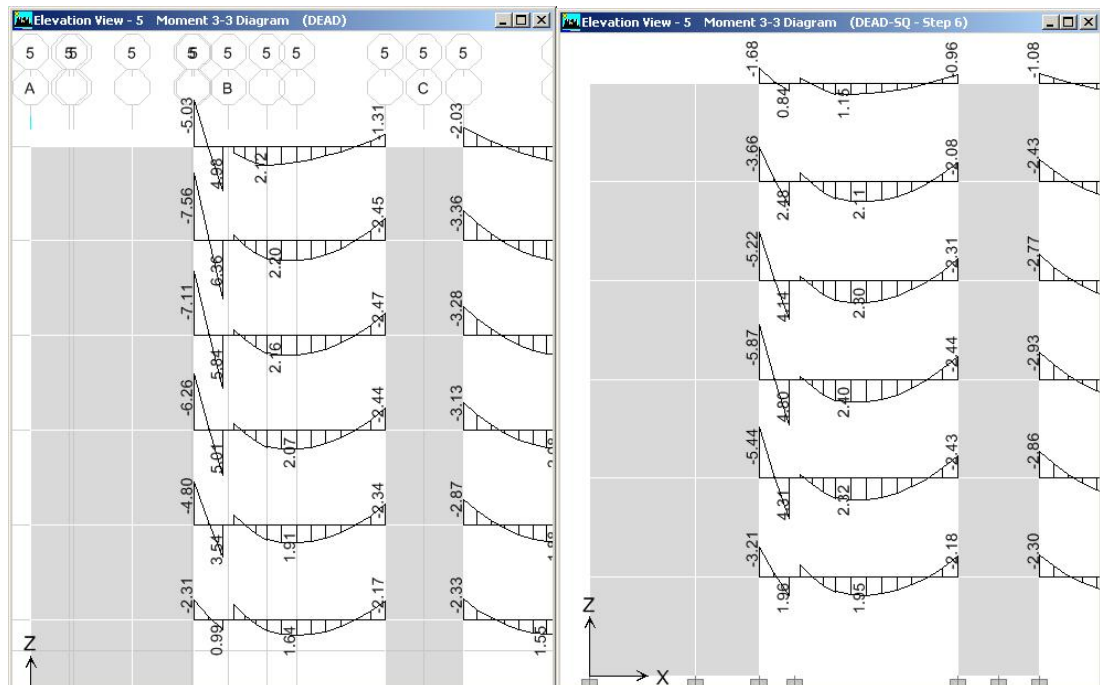 Elevation View - 5 Moment 3-3 Diagram (DEAD)
5 5 5 5 5 5 5 5 5
A B C
-5.03 -1.31 -2.03
4.98 2.12
-7.56 -2.45 -3.36
6.36 2.20
-7.11 -2.47 -3.28
5.84 2.16
-6.26 -2.44 -3.13
5.01 2.07
-4.80 -2.34 -2.87
3.54 1.91
-2.31 -2.17 -2.33
0.99 1.64 1.55
Z
Elevation View - 5 Moment 3-3 Diagram (DEAD-SQ - Step 6)
-1.68 -0.96 -1.08
0.84 1.15
-3.66 -2.08 -2.43
2.48 2.11
-5.22 -2.31 -2.77
4.14 2.30
-5.87 -2.44 -2.93
4.80 2.40
-5.44 -2.43 -2.86
4.31 2.32
-3.21 -2.18 -2.30
1.96 1.95
Z
X